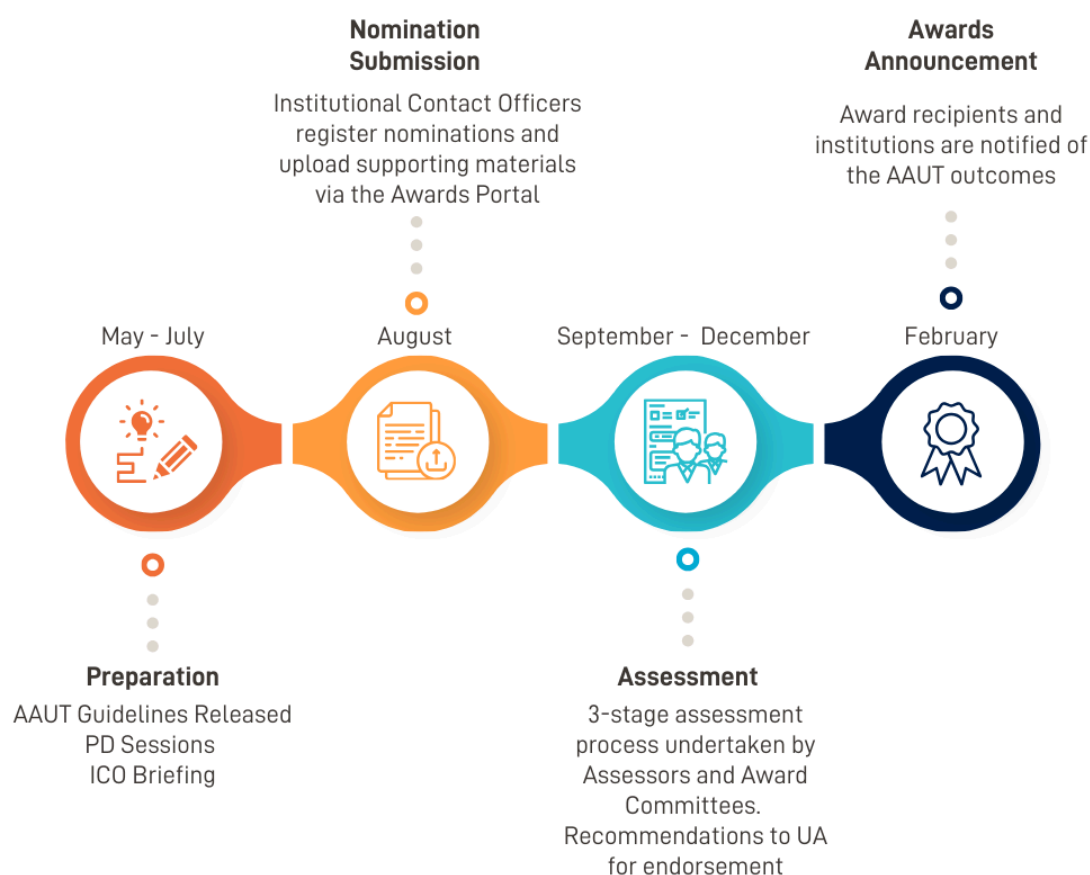 Nomination
Submission
Institutional Contact Officers
register nominations and
upload supporting materials
via the Awards Portal
Awards
Announcement
Award recipients and
institutions are notified of
the AAUT outcomes
May - July
August
September - December
February
Preparation
AAUT Guidelines Released
PD Sessions
ICO Briefing
Assessment
3-stage assessment
process undertaken by
Assessors and Award
Committees.
Recommendations to UA
for endorsement